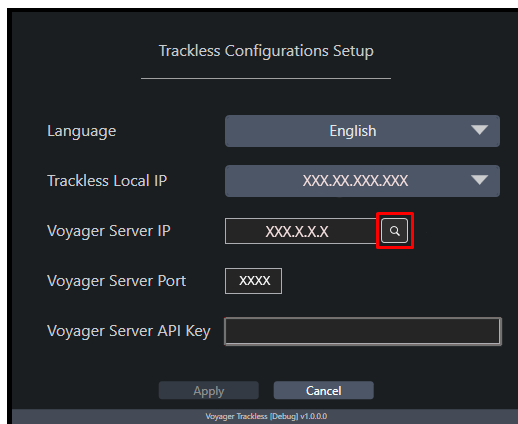 Trackless Configurations Setup
Language English
Trackless Local IP XXX.XX.XXX.XXX
Voyager Server IP XXX.X.X.X
Voyager Server Port XXXX
Voyager Server API Key
Apply Cancel
Voyager Trackless [Debug] v1.0.0.0